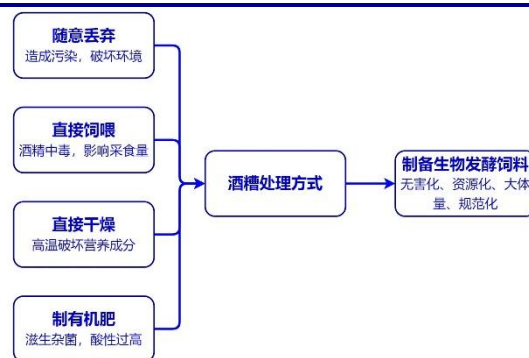 随意丢弃
造成污染，破坏环境
直接饲喂
酒精中毒，影响采食量
直接干燥
高温破坏营养成分
制有机肥
滋生杂菌，酸性过高
酒糟处理方式
制备生物发酵饲料
无害化、资源化、大体
量、规范化